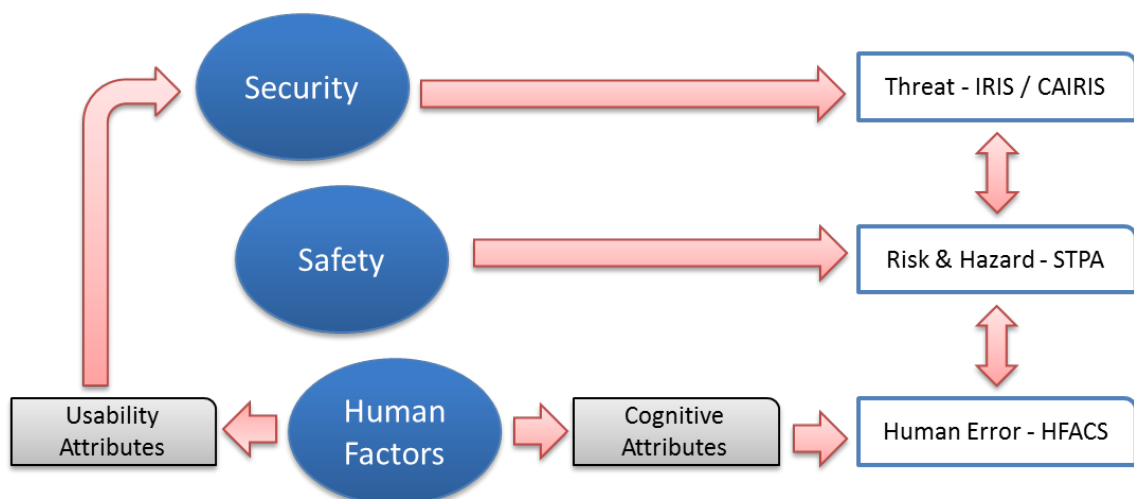 Security
Threat - IRIS / CAIRIS
Safety
Risk & Hazard - STPA
Usability
Attributes
Human
Factors
Cognitive
Attributes
Human Error - HFACS